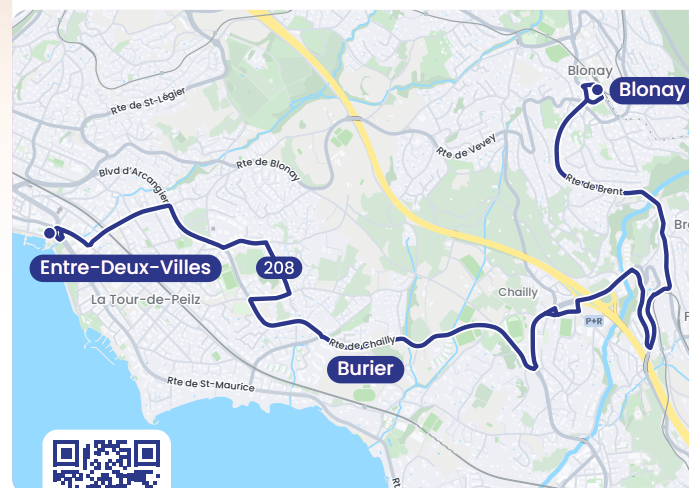 Blonay
Blonay
Rte de St-Légier
Rte de Vevey
Rte de Blonay
Blvd d'Arcangier
Rte de Brent
Entre-Deux-Villes
208
La Tour-de-Peilz
Chailly
P+R
Rte de Chailly
Burier
Rte de St-Maurice